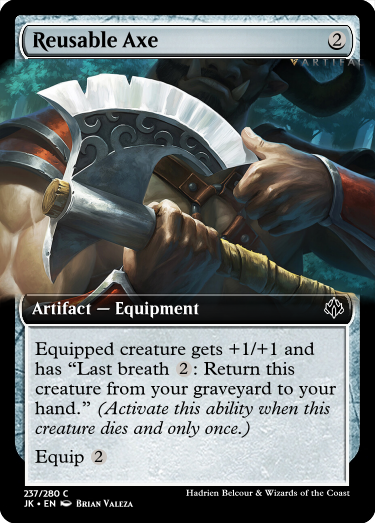 Reusable Axe 2
VARTIFA
Artifact — Equipment
Equipped creature gets +1/+1 and
has “Last breath 2: Return this
creature from your graveyard to your
hand.” (Activate this ability when this
creature dies and only once.)
Equip 2
237/280 C
JK • EN Brian Valeza
Hadrien Belcour & Wizards of the Coast